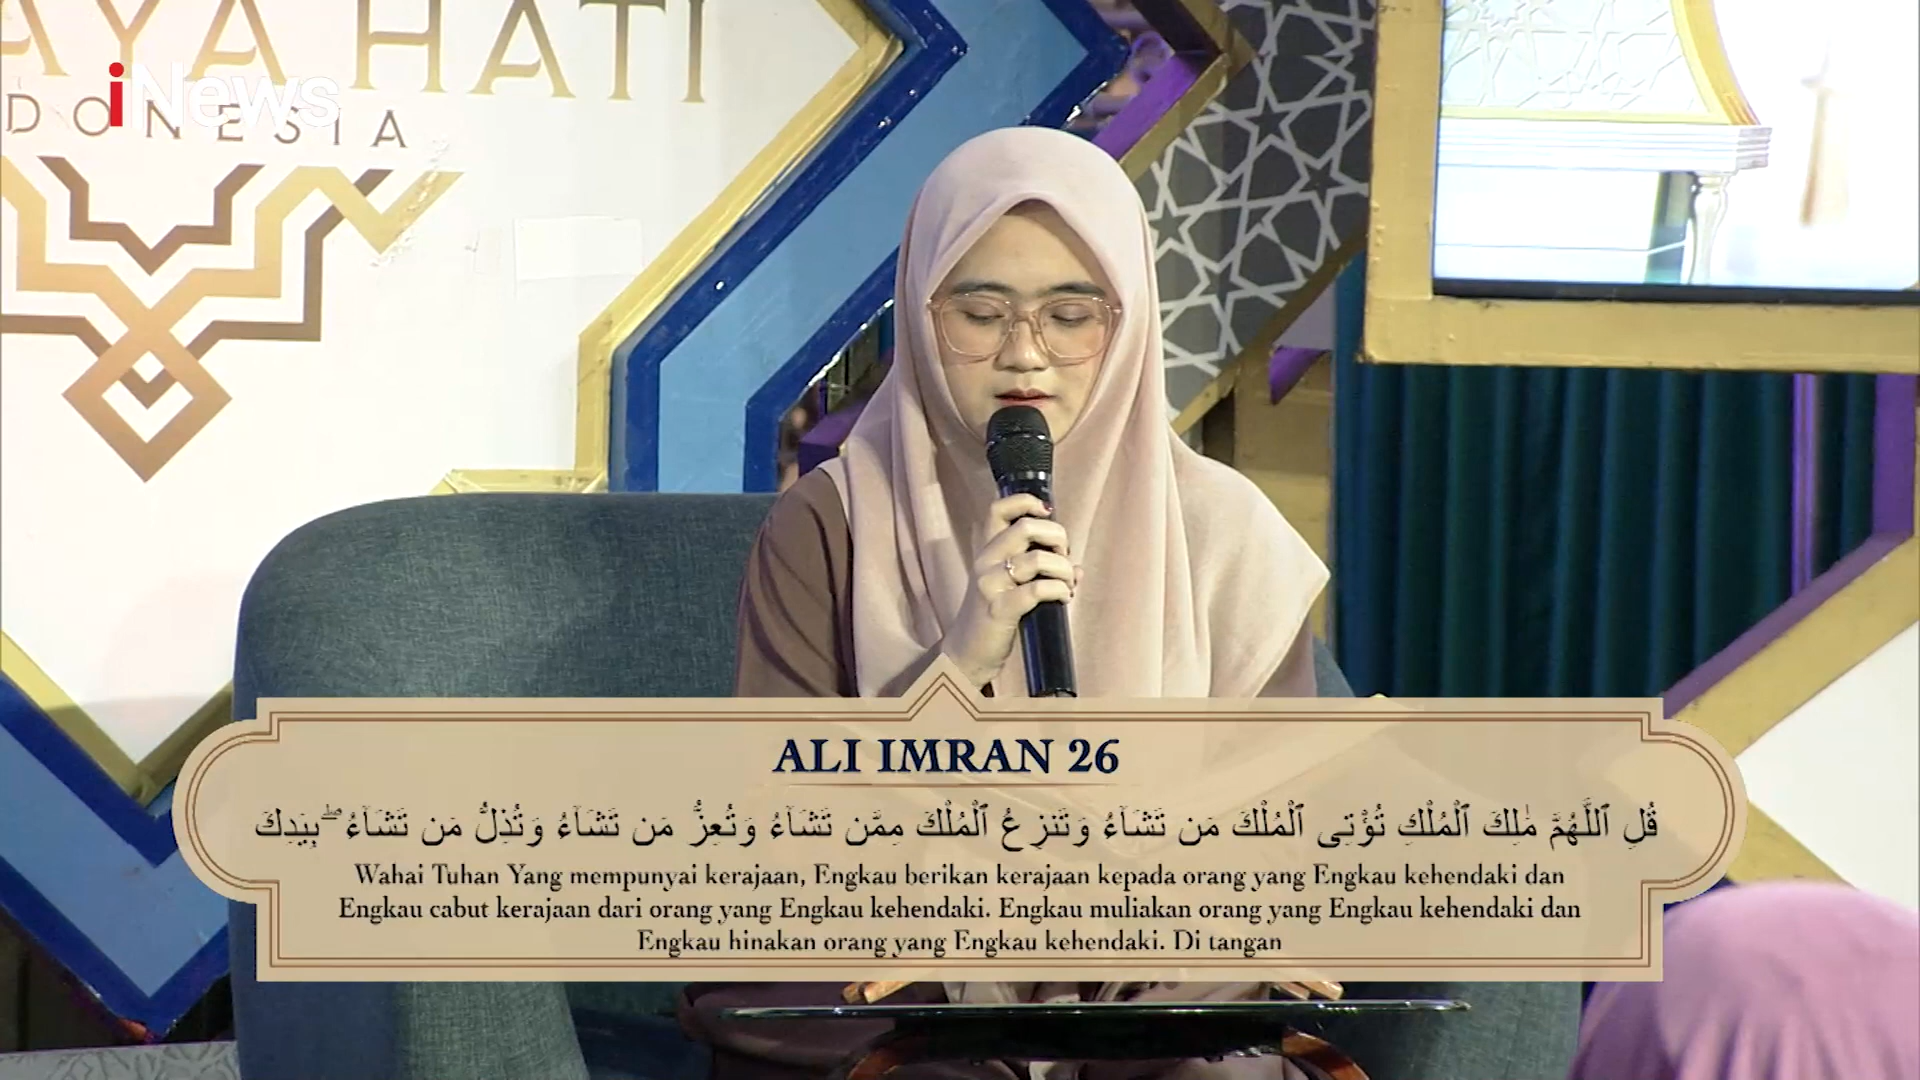 AYA HATI
iNews
DONESIA
ALI IMRAN 26
قُلِ ٱللَّهُمَّ مَٰلِكَ ٱلْمُلْكِ تُؤْتِى ٱلْمُلْكَ مَن تَشَآءُ وَتَنزِعُ ٱلْمُلْكَ مِمَّن تَشَآءُ وَتُعِزُّ مَن تَشَآءُ وَتُذِلُّ مَن تَشَآءُ ۖ بِيَدِكَ
Wahai Tuhan Yang mempunyai kerajaan, Engkau berikan kerajaan kepada orang yang Engkau kehendaki dan
Engkau cabut kerajaan dari orang yang Engkau kehendaki. Engkau muliakan orang yang Engkau kehendaki dan
Engkau hinakan orang yang Engkau kehendaki. Di tangan